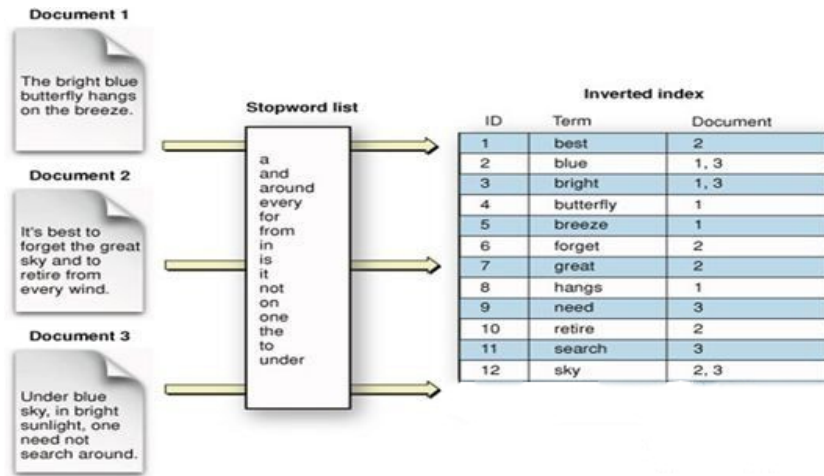 Document 1
The bright blue
butterfly hangs
on the breeze.
Document 2
It's best to
forget the great
sky and to
retire from
every wind.
Document 3
Under blue
sky, in bright
sunlight, one
need not
search around.
Stopword list
a
and
around
every
for
from
in
is
it
not
on
one
the
to
under
Inverted index
ID Term Document
1 best 2
2 blue 1, 3
3 bright 1, 3
4 butterfly 1
5 breeze 1
6 forget 2
7 great 2
8 hangs 1
9 need 3
10 retire 2
11 search 3
12 sky 2, 3